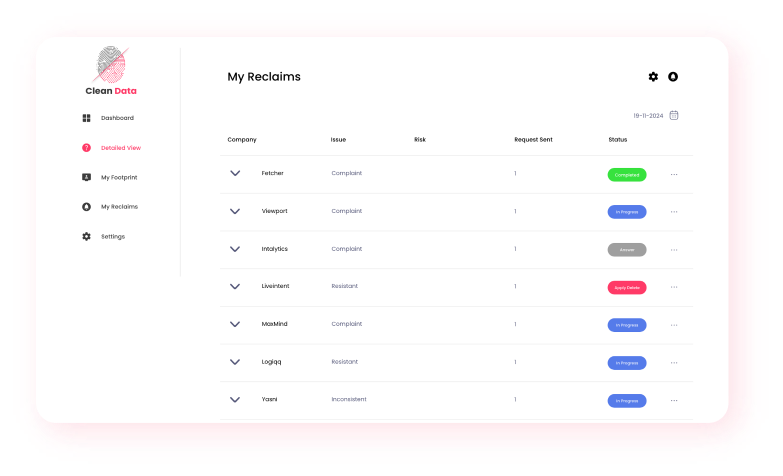 Clean Data
Dashboard
Detailed View
My Footprint
My Reclaims
Settings
My Reclaims
19-11-2024
Company Issue Risk Request Sent Status
Fetcher Complaint 1 Completed ...
Viewport Complaint 1 In Progress ...
Intalytics Complaint 1 Answer ...
Liveintent Resistant 1 Apply Delete ...
MaxMind Complaint 1 In Progress ...
Logiqq Resistant 1 In Progress ...
Yasni Inconsistent 1 In Progress ...